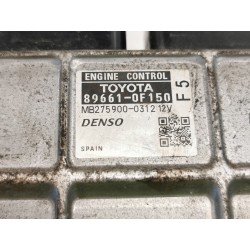 ENGINE CONTROL
TOYOTA
89661-0F150
F5
MB275900-0312 12V
DENSO
SPAIN